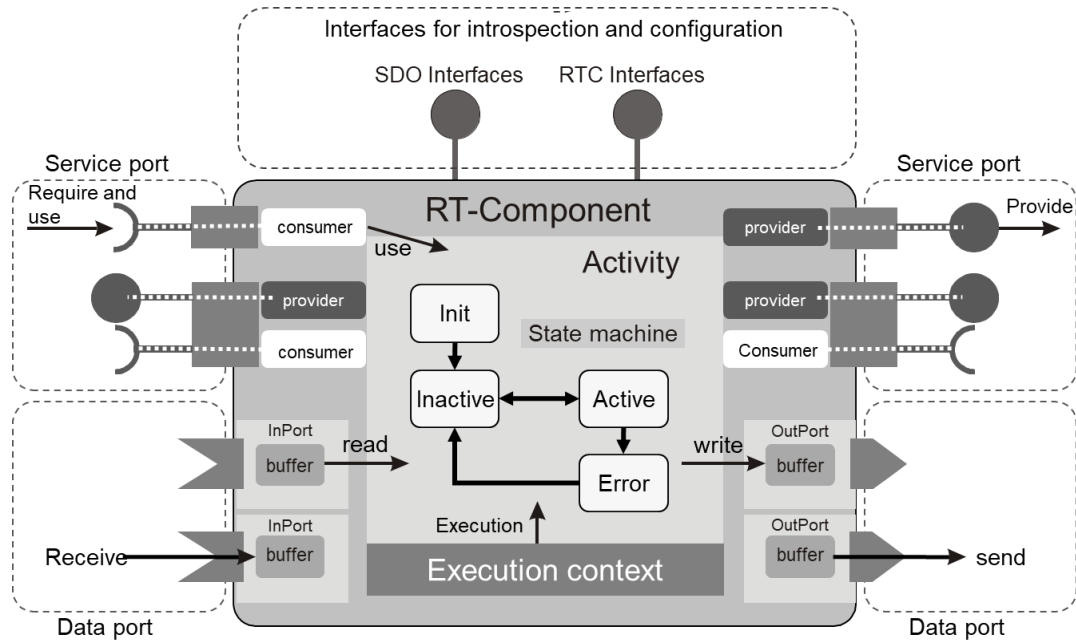 Interfaces for introspection and configuration
SDO Interfaces
RTC Interfaces
Service port
Service port
Require and
use
consumer
use
RT-Component
provider
Provide
Activity
provider
provider
Init
State machine
consumer
Consumer
Inactive
Active
InPort
buffer
read
write
OutPort
buffer
Error
Execution
InPort
buffer
Receive
OutPort
buffer
send
Execution context
Data port
Data port